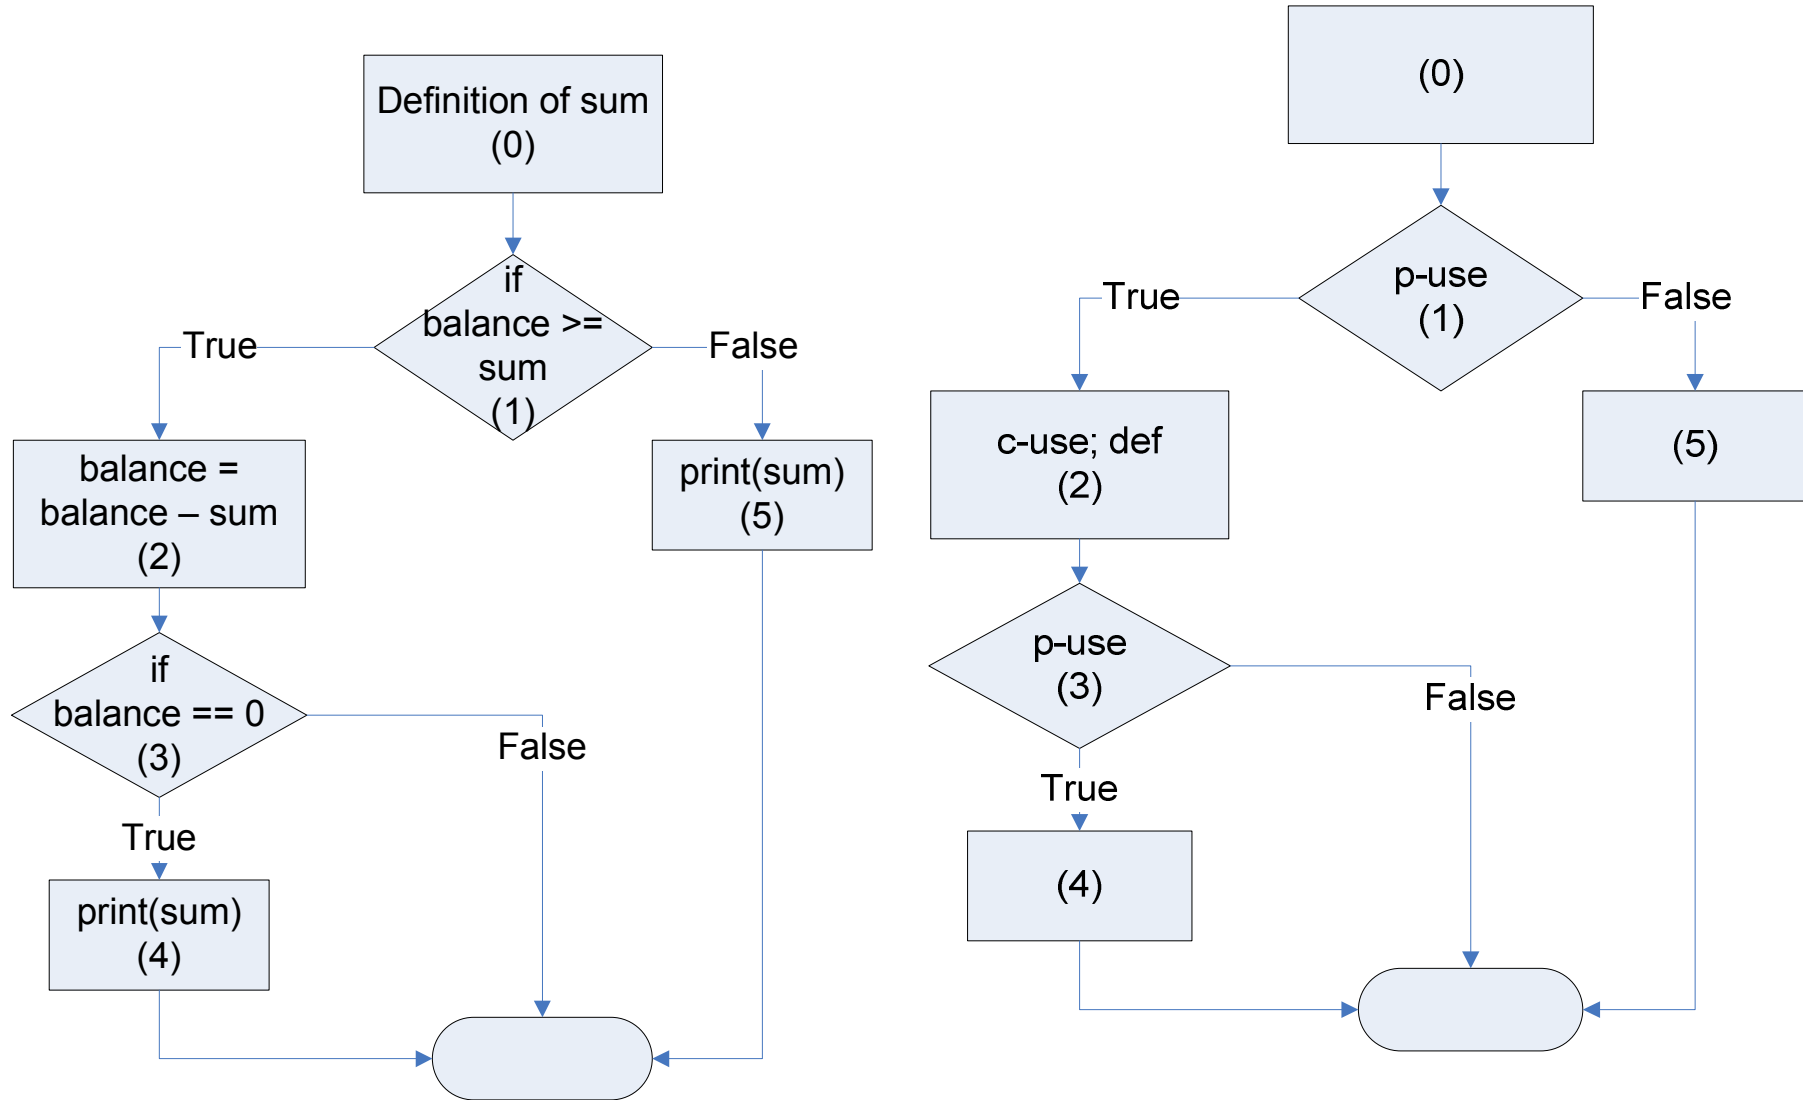 Definition of sum
(0)
if
balance >=
sum
(1)
True
False
balance =
balance – sum
(2)
print(sum)
(5)
if
balance == 0
(3)
False
True
print(sum)
(4)
(0)
p-use
(1)
True
False
c-use; def
(2)
(5)
p-use
(3)
False
True
(4)